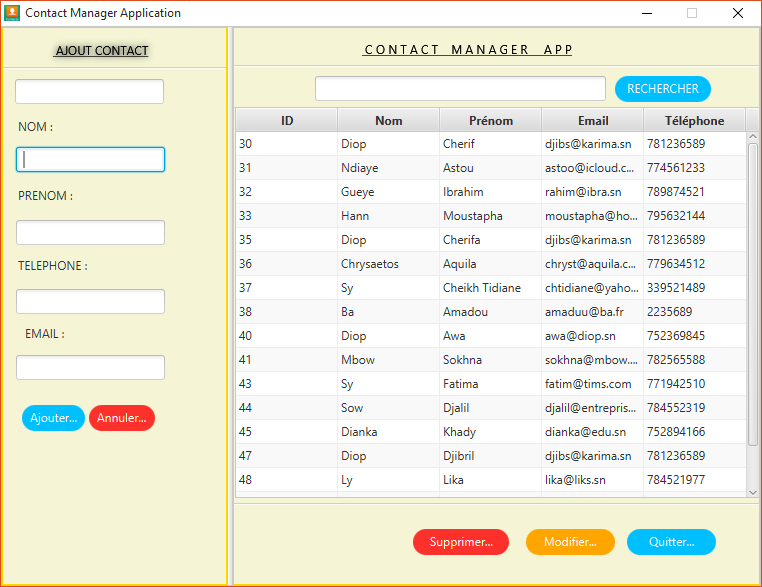 Contact Manager Application
AJOUT CONTACT
NOM :
PRENOM :
TELEPHONE :
EMAIL :
Ajouter... Annuler...
CONTACT MANAGER APP
RECHERCHER
ID Nom Prénom Email Téléphone
30 Diop Cherif djibs@karima.sn 781236589
31 Ndiaye Astou astoo@icloud.c... 774561233
32 Gueye Ibrahim rahim@ibra.sn 789874521
33 Hann Moustapha moustapha@ho... 795632144
35 Diop Cherifa djibs@karima.sn 781236589
36 Chrysaetos Aquila chryst@aquila.c... 779634512
37 Sy Cheikh Tidiane chtidiane@yaho... 339521489
38 Ba Amadou amaduu@ba.fr 2235689
40 Diop Awa awa@diop.sn 752369845
41 Mbow Sokhna sokhna@mbow.... 782565588
43 Sy Fatima fatim@tims.com 771942510
44 Sow Djalil djalil@entrepris... 784552319
45 Dianka Khady dianka@edu.sn 752894166
47 Diop Djibril djibs@karima.sn 781236589
48 Ly Lika lika@liks.sn 784521977
Supprimer... Modifier... Quitter...